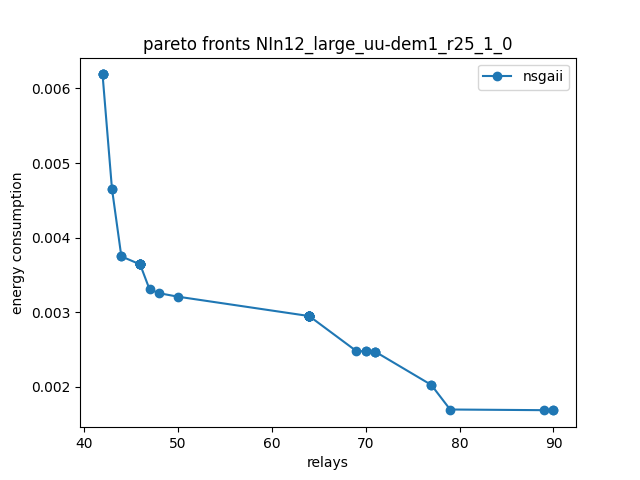 pareto fronts NIn12_large_uu-dem1_r25_1_0
nsgaii
energy consumption
0.006
0.005
0.004
0.003
0.002
40 50 60 70 80 90
relays